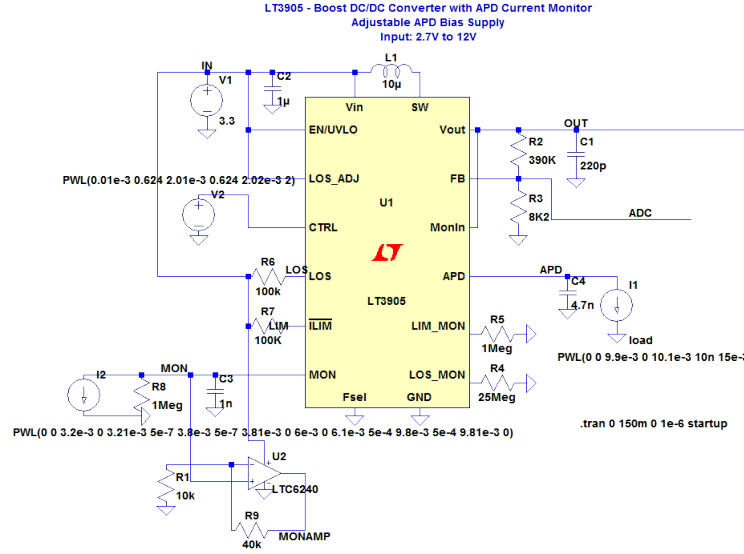 LT3905 - Boost DC/DC Converter with APD Current Monitor
Adjustable APD Bias Supply
Input: 2.7V to 12V
IN
V1
3.3
C2
1µ
L1
10µ
Vin
SW
EN/UVLO
LOS_ADJ
CTRL
LOS
ILIM
MON
Fsel
GND
Vout
FB
MonIn
APD
LIM_MON
LOS_MON
U1
LT3905
PWL(0.01e-3 0.624 2.01e-3 0.624 2.02e-3 2)
V2
R6
LOS
100k
R7
LIM
100K
OUT
R2
390K
C1
220p
R3
8K2
ADC
APD
C4
4.7n
I1
load
PWL(0 0 9.9e-3 0 10.1e-3 10n 15e-3
R5
1Meg
R4
25Meg
I2
MON
R8
1Meg
C3
1n
PWL(0 0 3.2e-3 0 3.21e-3 5e-7 3.8e-3 5e-7 3.81e-3 0 6e-3 0 6.1e-3 5e-4 9.8e-3 5e-4 9.81e-3 0)
.tran 0 150m 0 1e-6 startup
R1
10k
U2
LTC6240
R9
40k
MONAMP